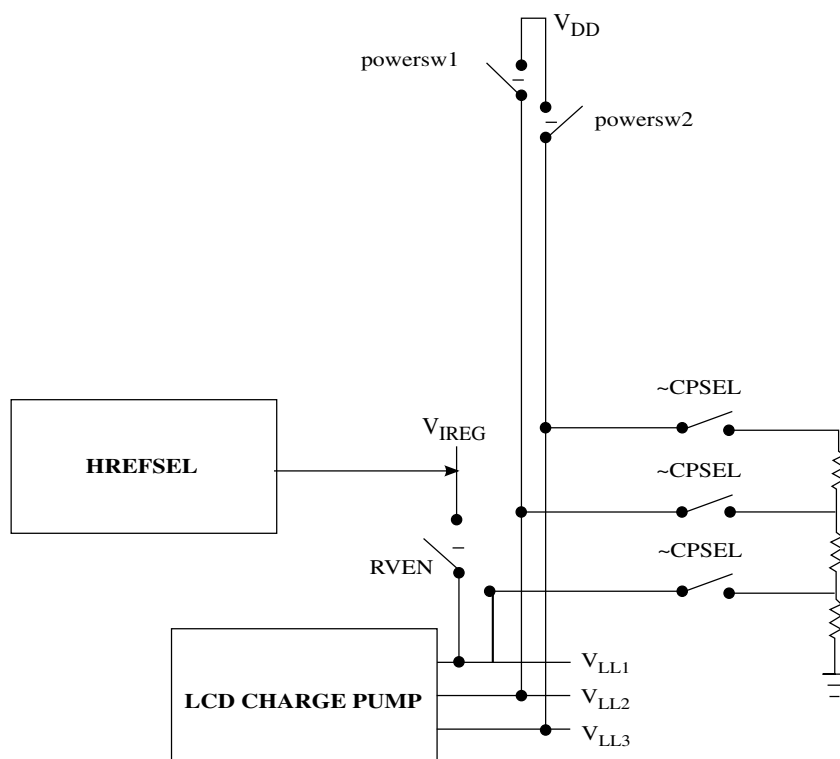 VDD
powersw1
powersw2
~CPSEL
VIREG
HREFSEL
~CPSEL
RVEN
~CPSEL
VLL1
LCD CHARGE PUMP
VLL2
VLL3